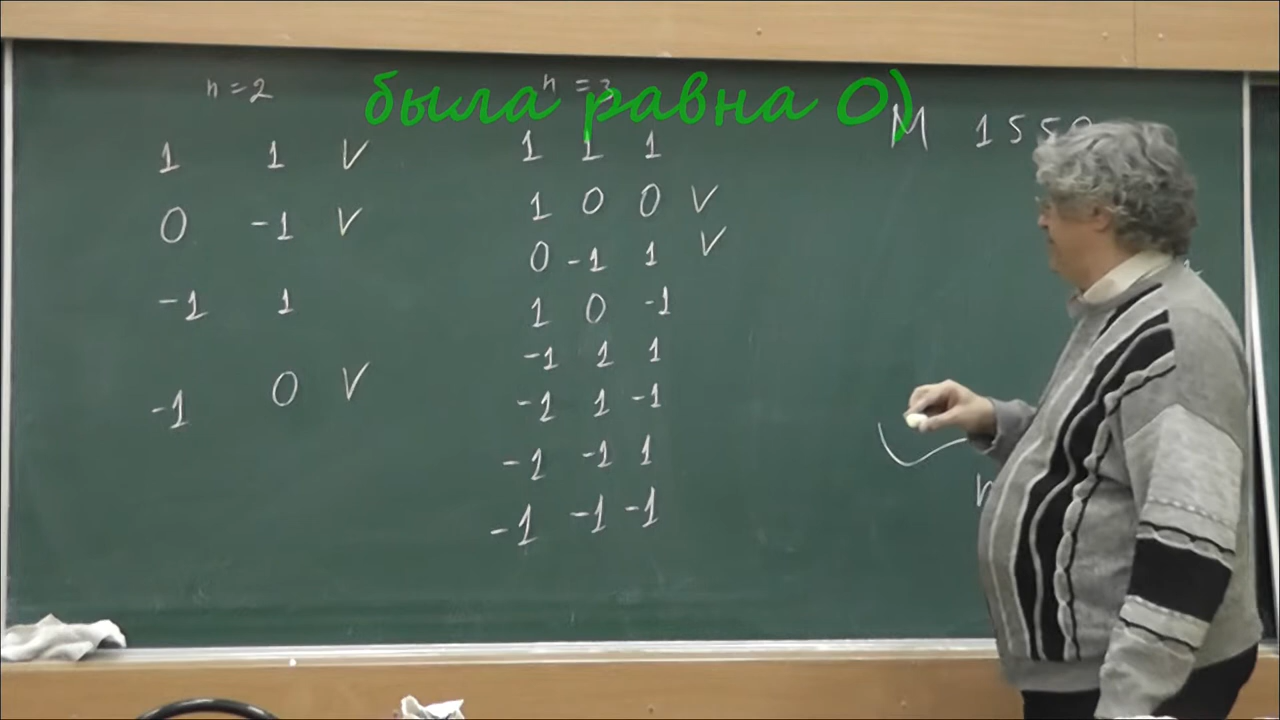 была равна 0)
n = 2
1 1 V
0 -1 V
-1 1
-1 0 V
n = 3
1 1 1
1 0 0 V
0 -1 1 V
1 0 -1
-1 1 1
-1 1 -1
-1 -1 1
-1 -1 -1
M 1550